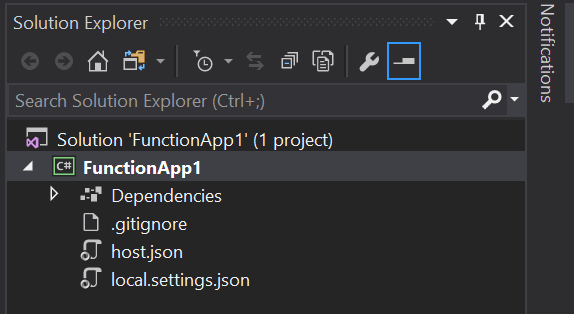 Solution Explorer
Search Solution Explorer (Ctrl+;)
Solution 'FunctionApp1' (1 project)
C# FunctionApp1
Dependencies
.gitignore
host.json
local.settings.json
Notifications